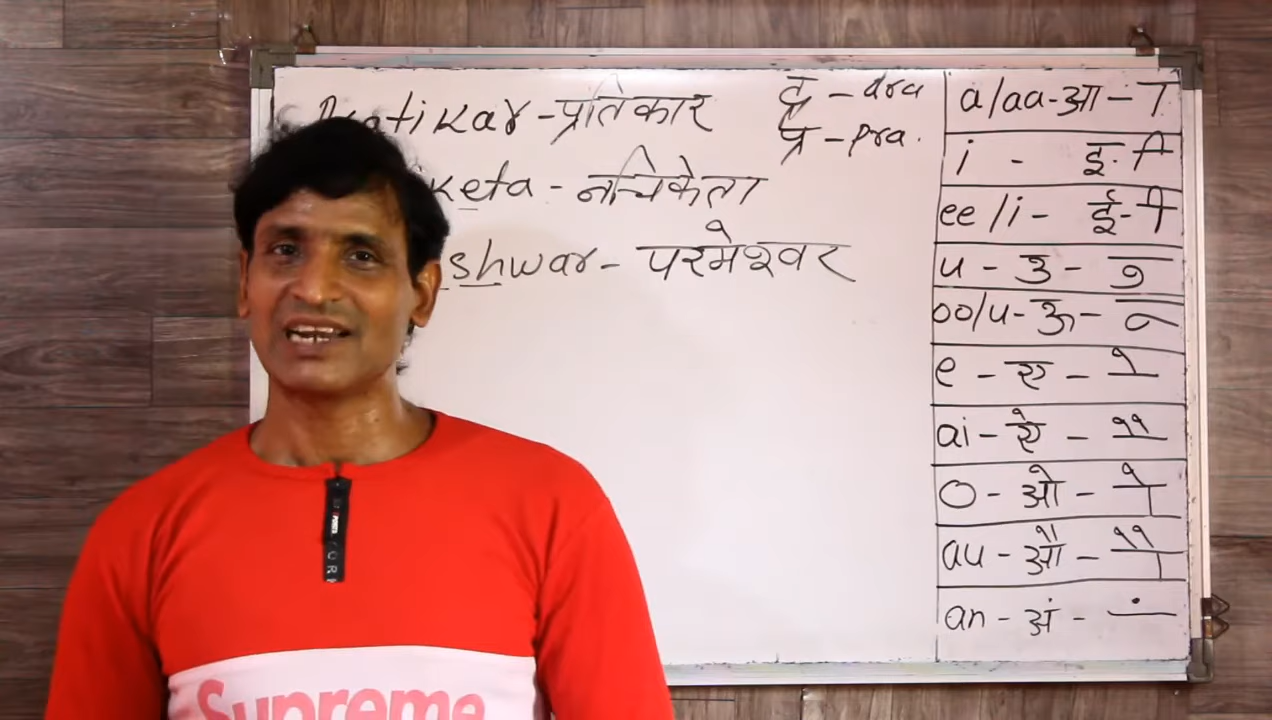 Pratikar - प्रतिकार
keta - नचिकेता
shwar - परमेश्वर
द्र - dra
प्र - pra.
a/aa - आ - ा
i - इ - ि
ee/i - ई - ी
u - उ - ु
oo/u - ऊ - ू
e - ए - े
ai - ऐ - ै
o - ओ - ो
au - औ - ौ
an - अं - ं
Supreme